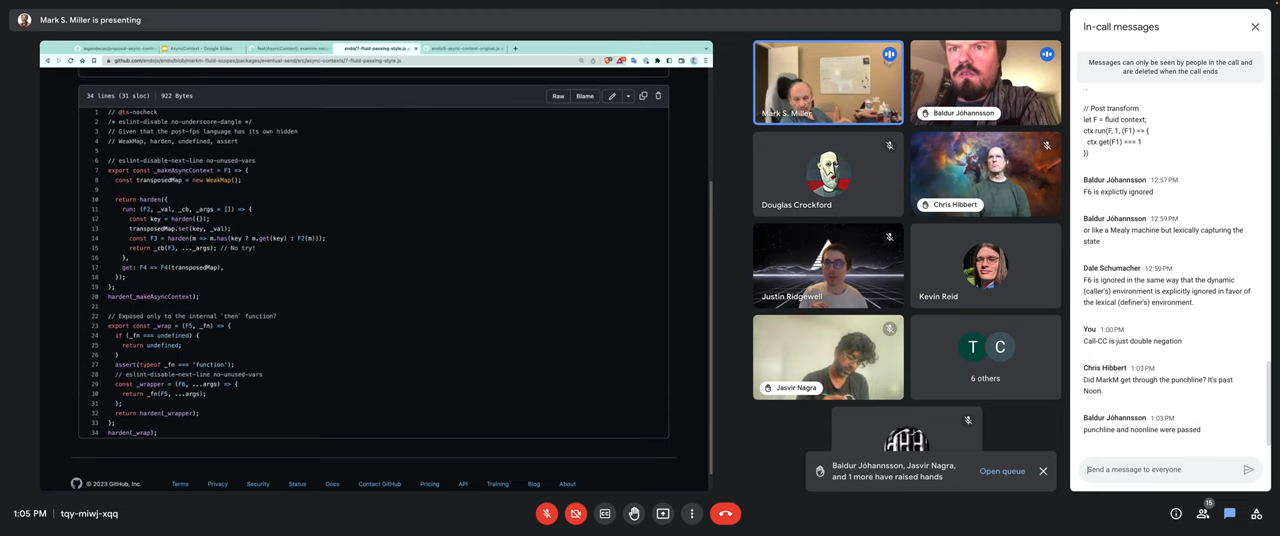 Mark S. Miller is presenting
AsyncContext - Google Slides
endo/7-fluid-passing-style.js
endo/5-async-context-original.js
github.com/endojs/endo/blob/markm-fluid-scopes/packages/eventual-send/src/async-contexts/7-fluid-passing-style.js
34 lines (31 sloc) 922 Bytes
Raw
Blame
1 // @ts-nocheck
2 /* eslint-disable no-underscore-dangle */
3 // Given that the post-fps language has its own hidden
4 // WeakMap, harden, undefined, assert
5
6 // eslint-disable-next-line no-unused-vars
7 export const _makeAsyncContext = F1 => {
8 const transposedMap = new WeakMap();
9
10 return harden({
11 run: (F2, _val, _cb, _args = []) => {
12 const key = harden({});
13 transposedMap.set(key, _val);
14 const F3 = harden(m => m.has(key) ? m.get(key) : F2(m));
15 return _cb(F3, ..._args); // No try!
16 },
17 get: F4 => F4(transposedMap),
18 });
19 };
20 harden(_makeAsyncContext);
21
22 // Exposed only to the internal `then` function?
23 export const _wrap = (F5, _fn) => {
24 if (_fn === undefined) {
25 return undefined;
26 }
27 assert(typeof _fn === 'function');
28 // eslint-disable-next-line no-unused-vars
29 const _wrapper = (F6, ...args) => {
30 return _fn(F5, ...args);
31 };
32 return harden(_wrapper);
33 };
34 harden(_wrap);
© 2023 GitHub, Inc.
Terms
Privacy
Security
Status
Docs
Contact GitHub
Pricing
API
Training
Blog
About
Mark S. Miller
Baldur Jóhannsson
Douglas Crockford
Chris Hibbert
Justin Ridgewell
Kevin Reid
Jasvir Nagra
T
C
6 others
Baldur Jóhannsson, Jasvir Nagra,
and 1 more have raised hands
Open queue
In-call messages
Messages can only be seen by people in the call and
are deleted when the call ends
// Post transform
let F = fluid context;
ctx.run(F, 1, (F1) => {
ctx.get(F1) === 1
})
Baldur Jóhannsson 12:57 PM
F6 is explictly ignored
Baldur Jóhannsson 12:59 PM
or like a Mealy machine but lexically capturing the
state
Dale Schumacher 12:59 PM
F6 is ignored in the same way that the dynamic
(caller's) environment is explicitly ignored in favor of
the lexical (definer's) environment.
You 1:00 PM
Call-CC is just double negation
Chris Hibbert 1:03 PM
Did MarkM get through the punchline? It's past
Noon.
Baldur Jóhannsson 1:03 PM
punchline and noonline were passed
Send a message to everyone
1:05 PM | tqy-miwj-xqq
15